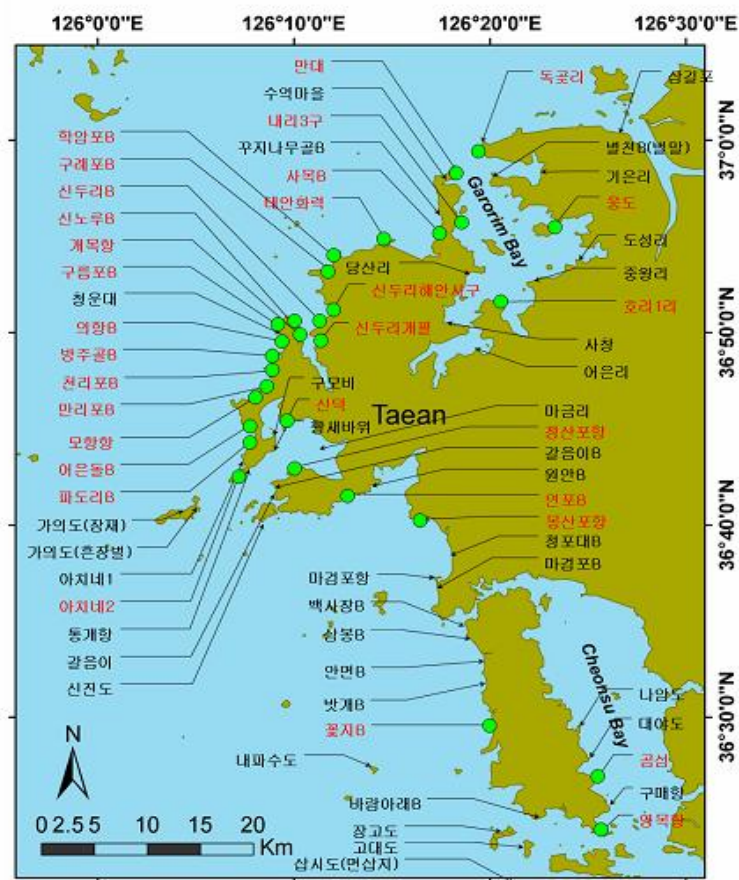 126°0'0"E 126°10'0"E 126°20'0"E 126°30'0"E
만대
수억마을
내리3구
꾸지나무골B
사목B
태안화력
독곶리
삼길포
37°0'0"N
별천B(벌말)
기은리
웅도
도성리
중왕리
호리1리
Garorim Bay
학암포B
구례포B
신두리B
신노루B
개목항
구름포B
청운대
의항B
방주골B
천리포B
만리포B
모항항
어은돌B
파도리B
당산리
신두리해안사구
신두리개펄
36°50'0"N
사창
어은리
구모비
신덕
황새바위
Taean
마금리
정산포항
갈음이B
원안B
연포B
몽산포항
36°40'0"N
청포대B
마검포B
가의도(장재)
가의도(흔장벌)
아치네1
아치네2
통개항
갈음이
신진도
마검포항
백사장B
삼봉B
안면B
밧개B
꽃지B
36°30'0"N
Cheonsu Bay
나암도
대야도
곰섬
구매항
영목항
내파수도
바람아래B
장고도
고대도
삽시도(면삽지)
N
0 2.5 5 10 15 20
Km